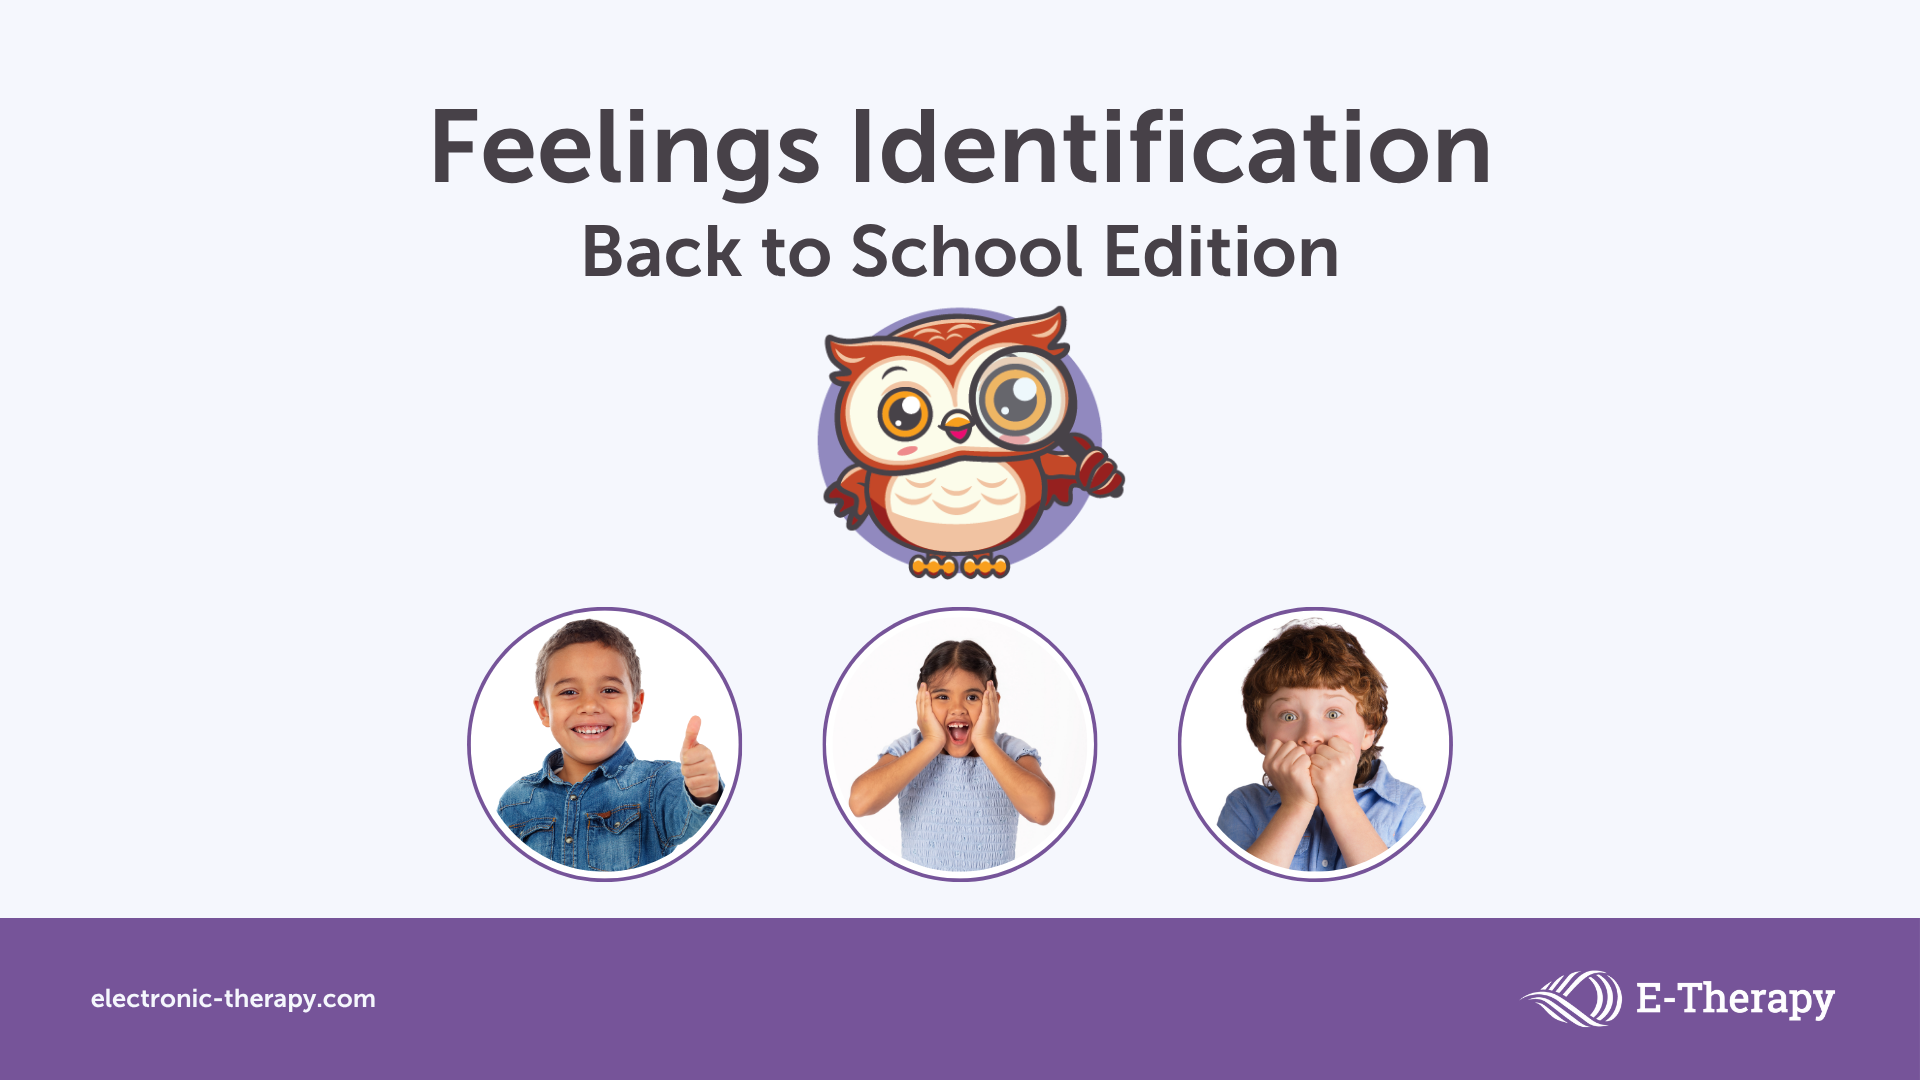 Feelings Identification
Back to School Edition
electronic-therapy.com
E-Therapy